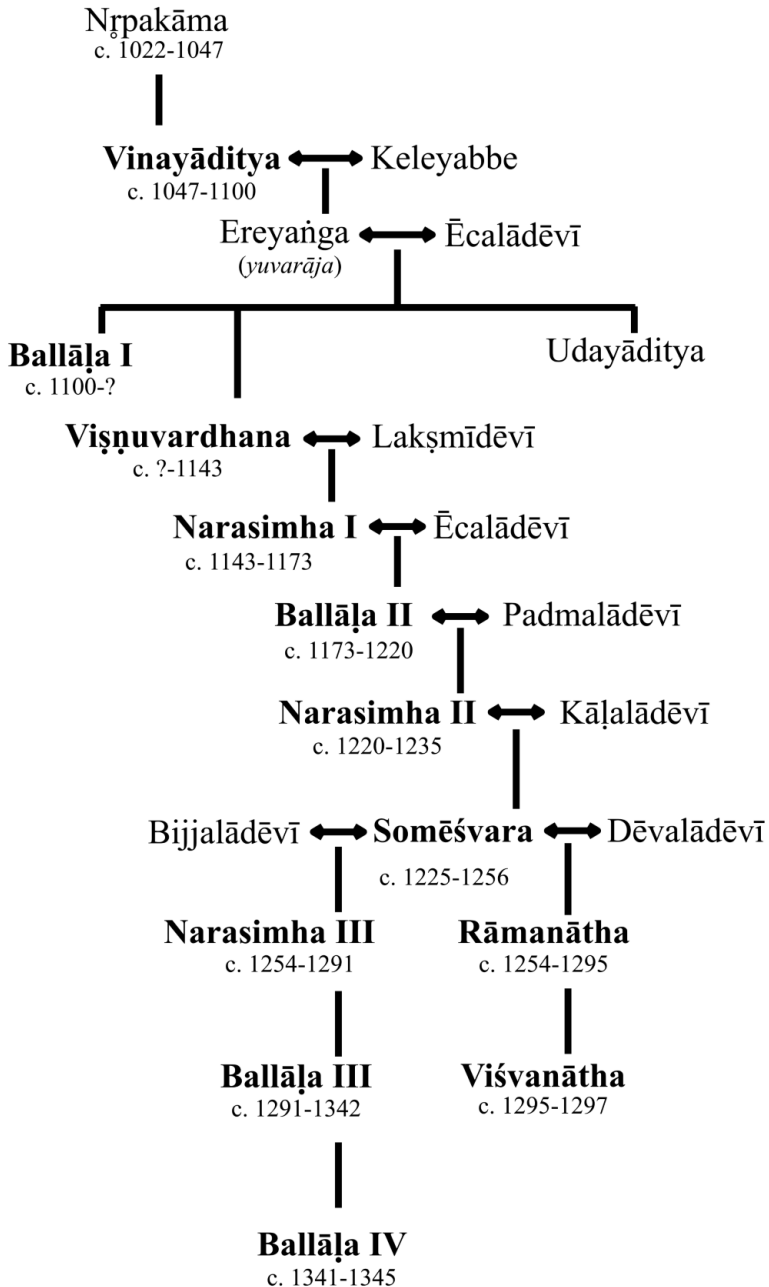 Nr̥pakāma
c. 1022-1047
Vinayāditya Keleyabbe
c. 1047-1100
Ereyaṅga Ēcalādēvī
(yuvarāja)
Ballāḷa I Udayāditya
c. 1100-?
Viṣṇuvardhana Lakṣmīdēvī
c. ?-1143
Narasimha I Ēcalādēvī
c. 1143-1173
Ballāḷa II Padmalādēvī
c. 1173-1220
Narasimha II Kāḷalādēvī
c. 1220-1235
Bijjalādēvī Somēśvara Dēvalādēvī
c. 1225-1256
Narasimha III Rāmanātha
c. 1254-1291 c. 1254-1295
Ballāḷa III Viśvanātha
c. 1291-1342 c. 1295-1297
Ballāḷa IV
c. 1341-1345